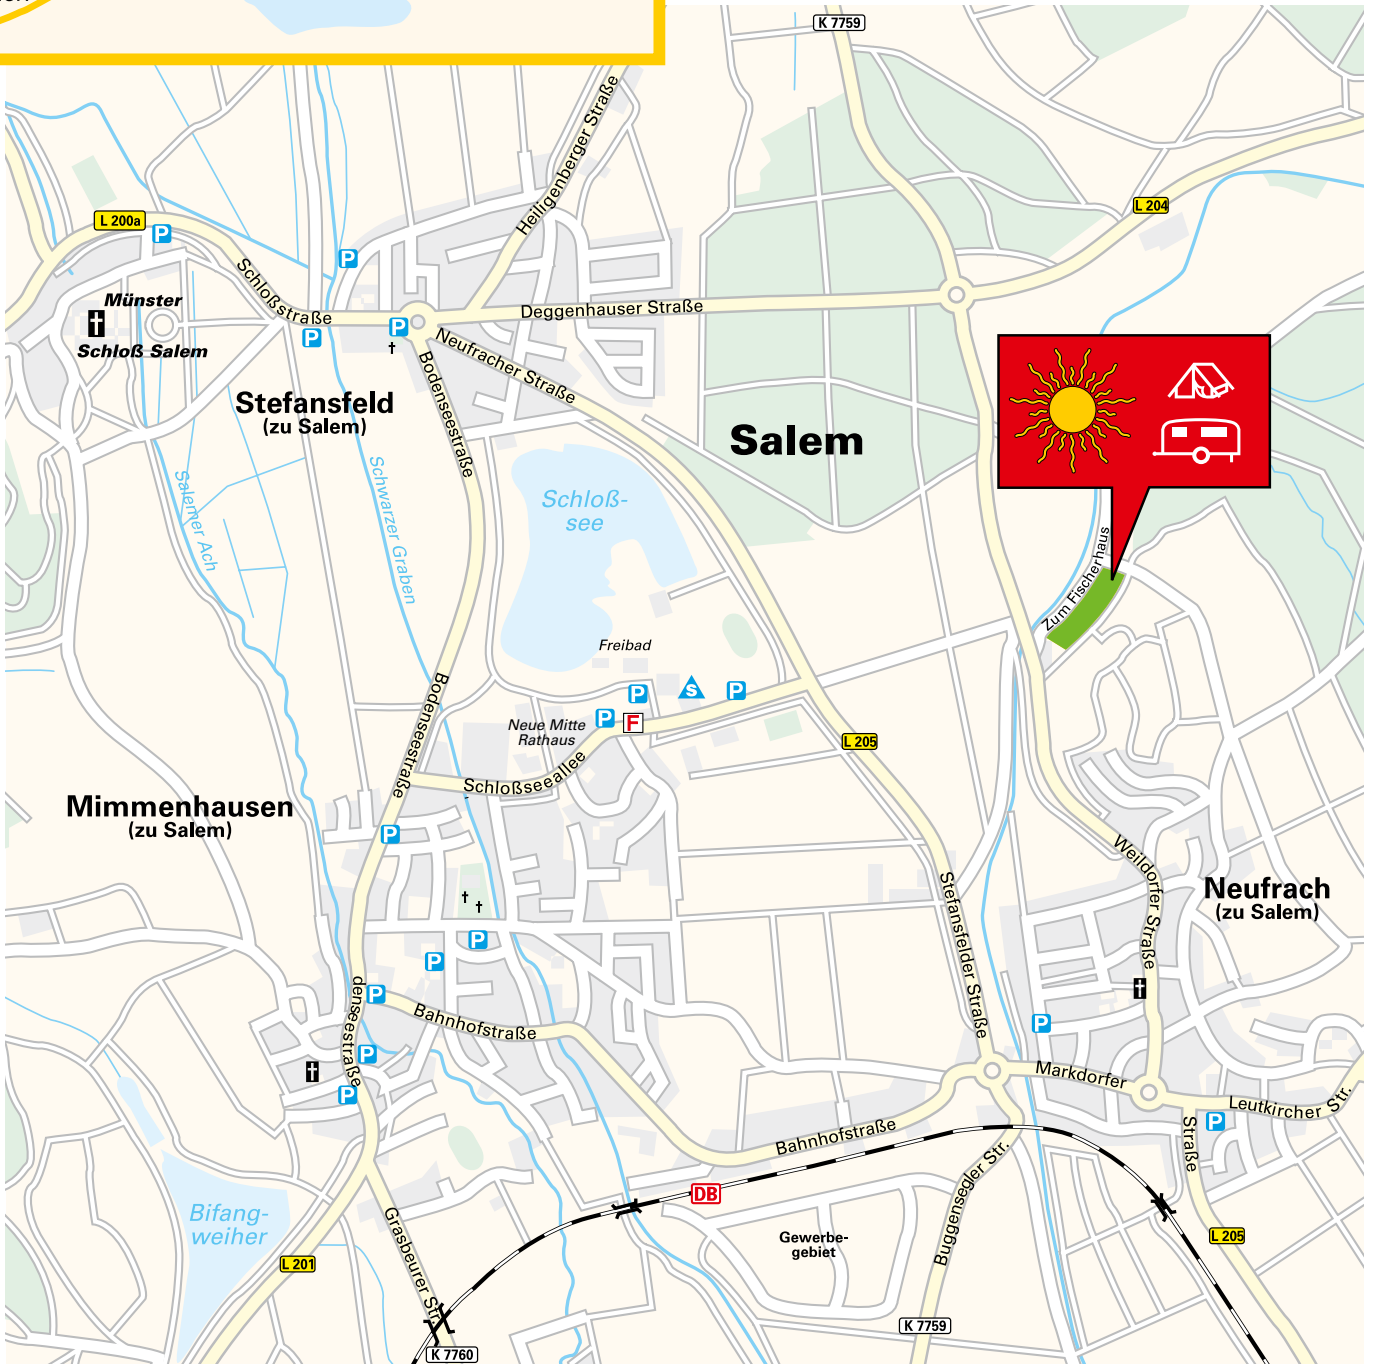 K 7759
Heiligenberger Straße
L 204
L 200a
P
P
Schloßstraße
Münster
Schloß Salem
P
P
Deggenhauser Straße
Neufracher Straße
Bodenseestraße
Stefansfeld
(zu Salem)
Salem
Salemer Ach
Schwarzer Graben
Schloß-
see
Zum Fischerhaus
Freibad
Bodenseestraße
P
S
P
P
F
Neue Mitte
Rathaus
L 205
Schloßseeallee
Mimmenhausen
(zu Salem)
P
Weildorfer Straße
Stefansfelder Straße
Neufrach
(zu Salem)
P
P
P
denseestraße
Bahnhofstraße
P
P
P
Markdorfer
Straße
Leutkircher Str.
P
Bahnhofstraße
Buggensegler Str.
DB
Bifang-
weiher
Grasbeurer Str.
Gewerbe-
gebiet
L 205
L 201
K 7759
K 7760